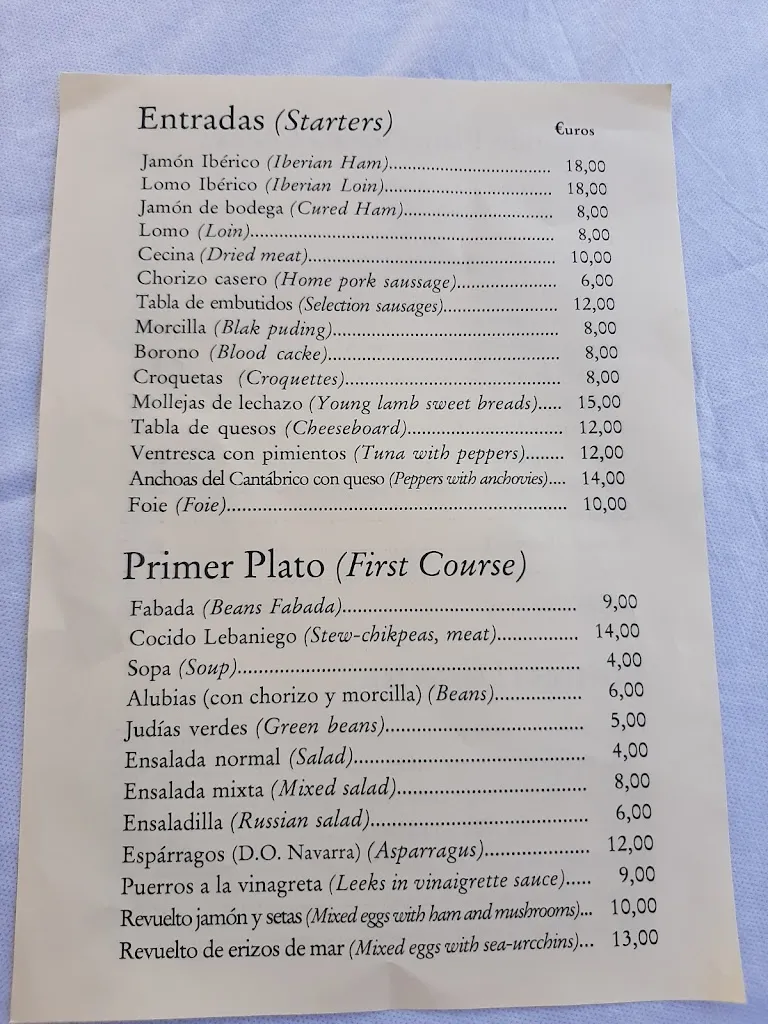 Entradas (Starters)
€uros
Jamón Ibérico (Iberian Ham)............................... 18,00
Lomo Ibérico (Iberian Loin)................................ 18,00
Jamón de bodega (Cured Ham)............................ 8,00
Lomo (Loin).......................................................... 8,00
Cecina (Dried meat)............................................... 10,00
Chorizo casero (Home pork saussage)................... 6,00
Tabla de embutidos (Selection sausages)...................... 12,00
Morcilla (Blak puding)........................................... 8,00
Borono (Blood cacke)............................................ 8,00
Croquetas (Croquettes)......................................... 8,00
Mollejas de lechazo (Young lamb sweet breads)..... 15,00
Tabla de quesos (Cheeseboard).............................. 12,00
Ventresca con pimientos (Tuna with peppers)........ 12,00
Anchoas del Cantábrico con queso (Peppers with anchovies).... 14,00
Foie (Foie)................................................................. 10,00
Primer Plato (First Course)
Fabada (Beans Fabada)............................................. 9,00
Cocido Lebaniego (Stew-chikpeas, meat)................ 14,00
Sopa (Soup).................................................................. 4,00
Alubias (con chorizo y morcilla) (Beans)................. 6,00
Judías verdes (Green beans)...................................... 5,00
Ensalada normal (Salad)............................................ 4,00
Ensalada mixta (Mixed salad).................................... 8,00
Ensaladilla (Russian salad)......................................... 6,00
Espárragos (D.O. Navarra) (Asparragus)................... 12,00
Puerros a la vinagreta (Leeks in vinaigrette sauce)..... 9,00
Revuelto jamón y setas (Mixed eggs with ham and mushrooms)... 10,00
Revuelto de erizos de mar (Mixed eggs with sea-urcchins)... 13,00